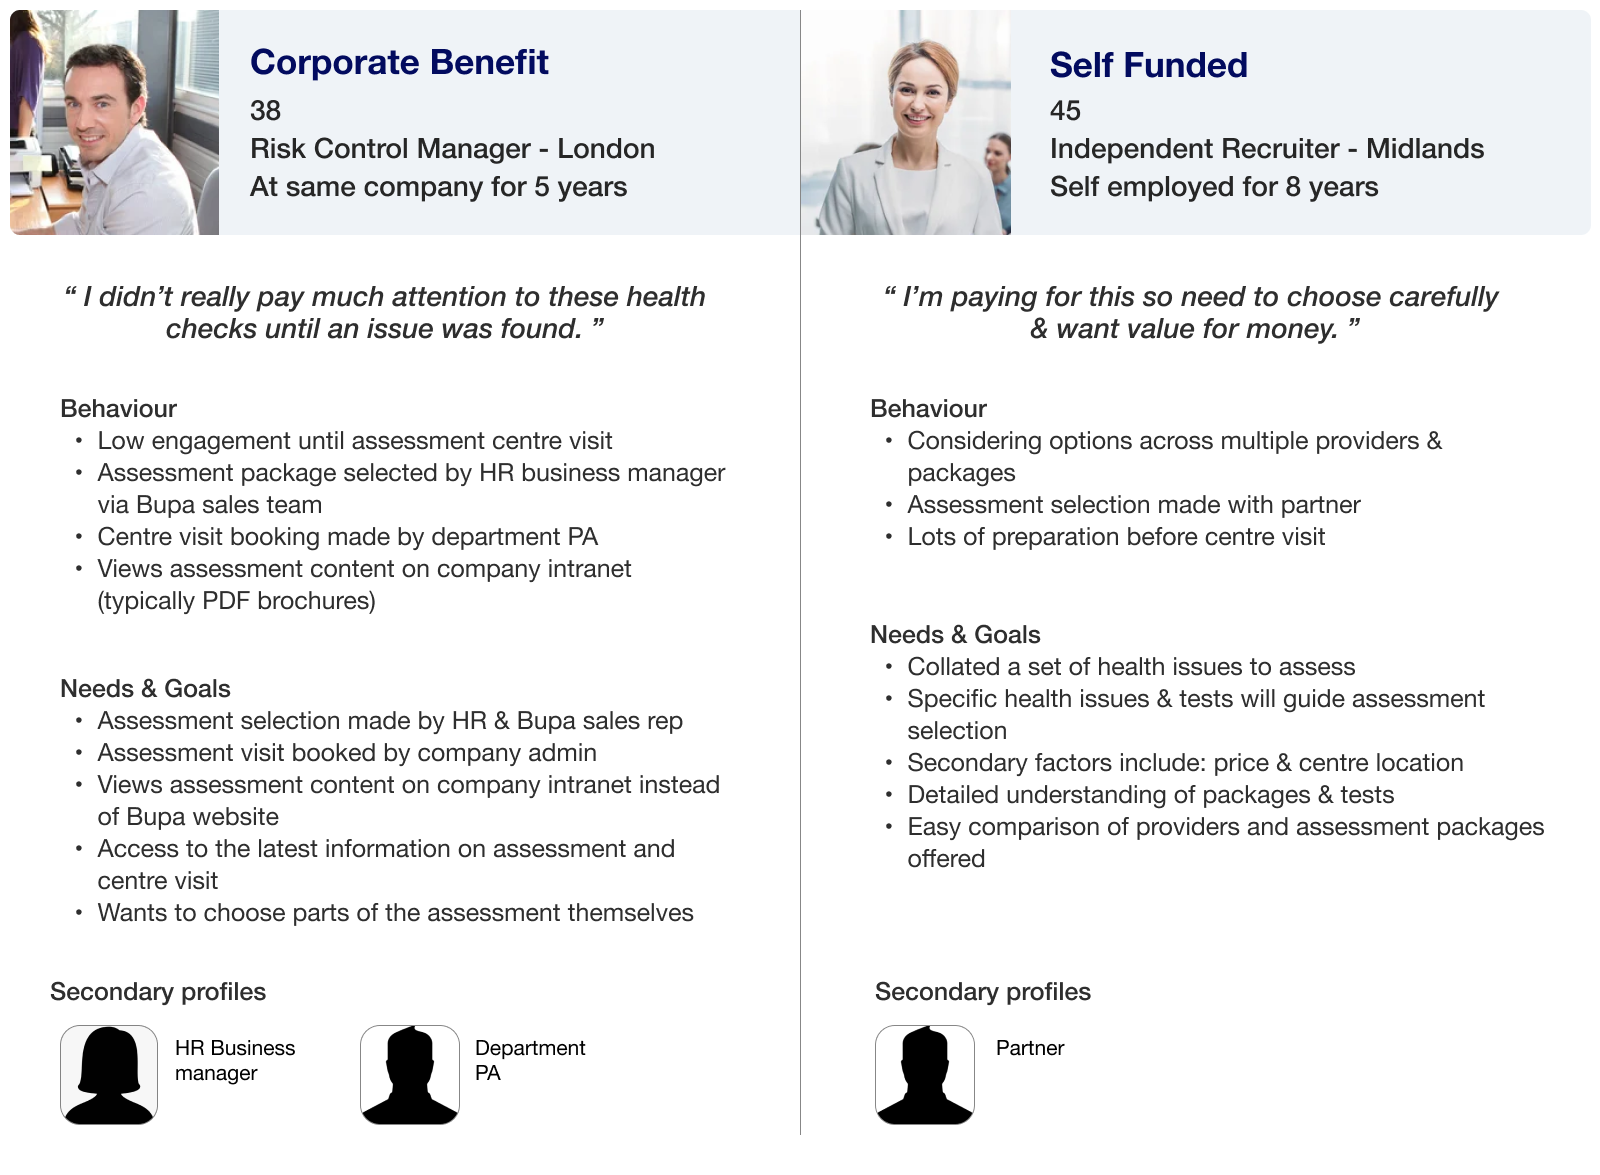 Corporate Benefit
38
Risk Control Manager - London
At same company for 5 years
“ I didn’t really pay much attention to these health
checks until an issue was found. ”
Behaviour
• Low engagement until assessment centre visit
• Assessment package selected by HR business manager
via Bupa sales team
• Centre visit booking made by department PA
• Views assessment content on company intranet
(typically PDF brochures)
Needs & Goals
• Assessment selection made by HR & Bupa sales rep
• Assessment visit booked by company admin
• Views assessment content on company intranet instead
of Bupa website
• Access to the latest information on assessment and
centre visit
• Wants to choose parts of the assessment themselves
Secondary profiles
HR Business
manager
Department
PA
Self Funded
45
Independent Recruiter - Midlands
Self employed for 8 years
“ I’m paying for this so need to choose carefully
& want value for money. ”
Behaviour
• Considering options across multiple providers &
packages
• Assessment selection made with partner
• Lots of preparation before centre visit
Needs & Goals
• Collated a set of health issues to assess
• Specific health issues & tests will guide assessment
selection
• Secondary factors include: price & centre location
• Detailed understanding of packages & tests
• Easy comparison of providers and assessment packages
offered
Secondary profiles
Partner